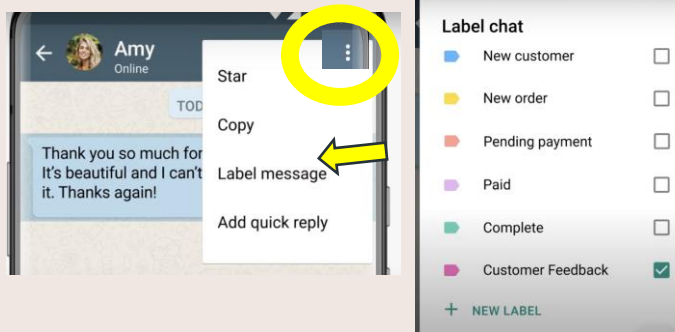 Amy
Online
TOD
Thank you so much for
It's beautiful and I can't
it. Thanks again!
Star
Copy
Label message
Add quick reply
Label chat
New customer
New order
Pending payment
Paid
Complete
Customer Feedback
+ NEW LABEL